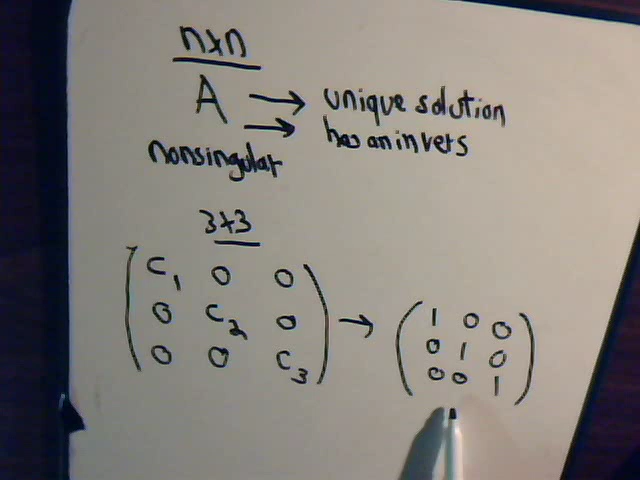 nxn
A → unique solution
→ has an invers
nonsingular
3x3
C1 0 0
0 C2 0
0 0 C3
→
1 0 0
0 1 0
0 0 1